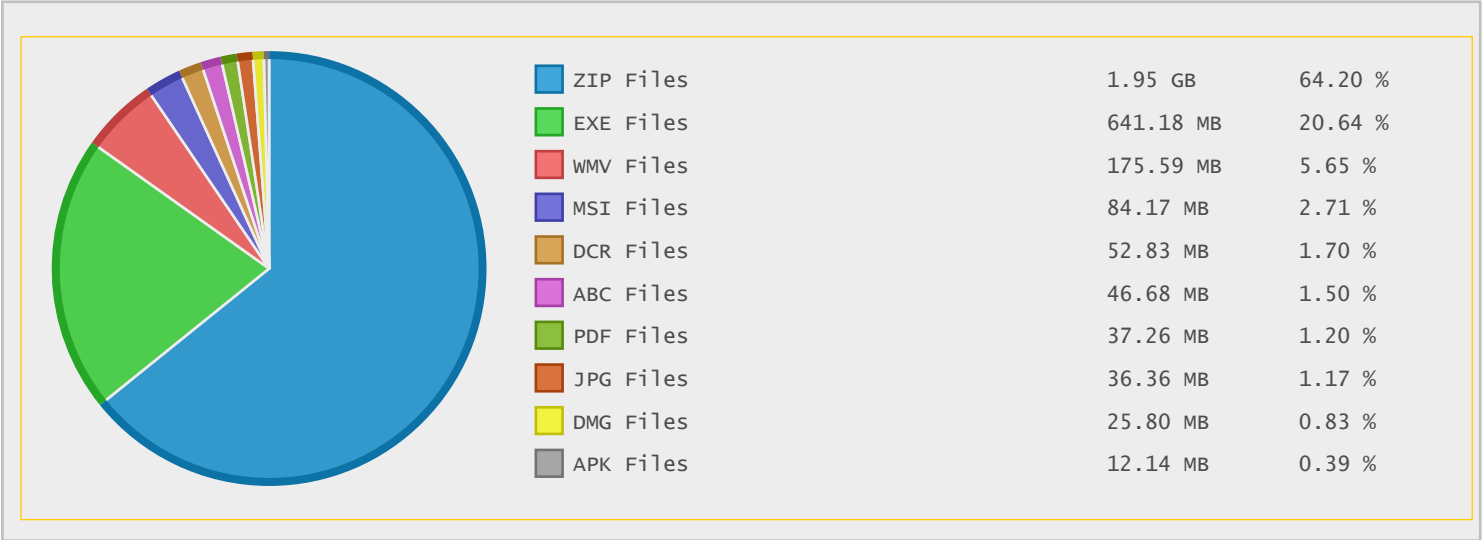 ZIP Files 1.95 GB 64.20 %
EXE Files 641.18 MB 20.64 %
WMV Files 175.59 MB 5.65 %
MSI Files 84.17 MB 2.71 %
DCR Files 52.83 MB 1.70 %
ABC Files 46.68 MB 1.50 %
PDF Files 37.26 MB 1.20 %
JPG Files 36.36 MB 1.17 %
DMG Files 25.80 MB 0.83 %
APK Files 12.14 MB 0.39 %